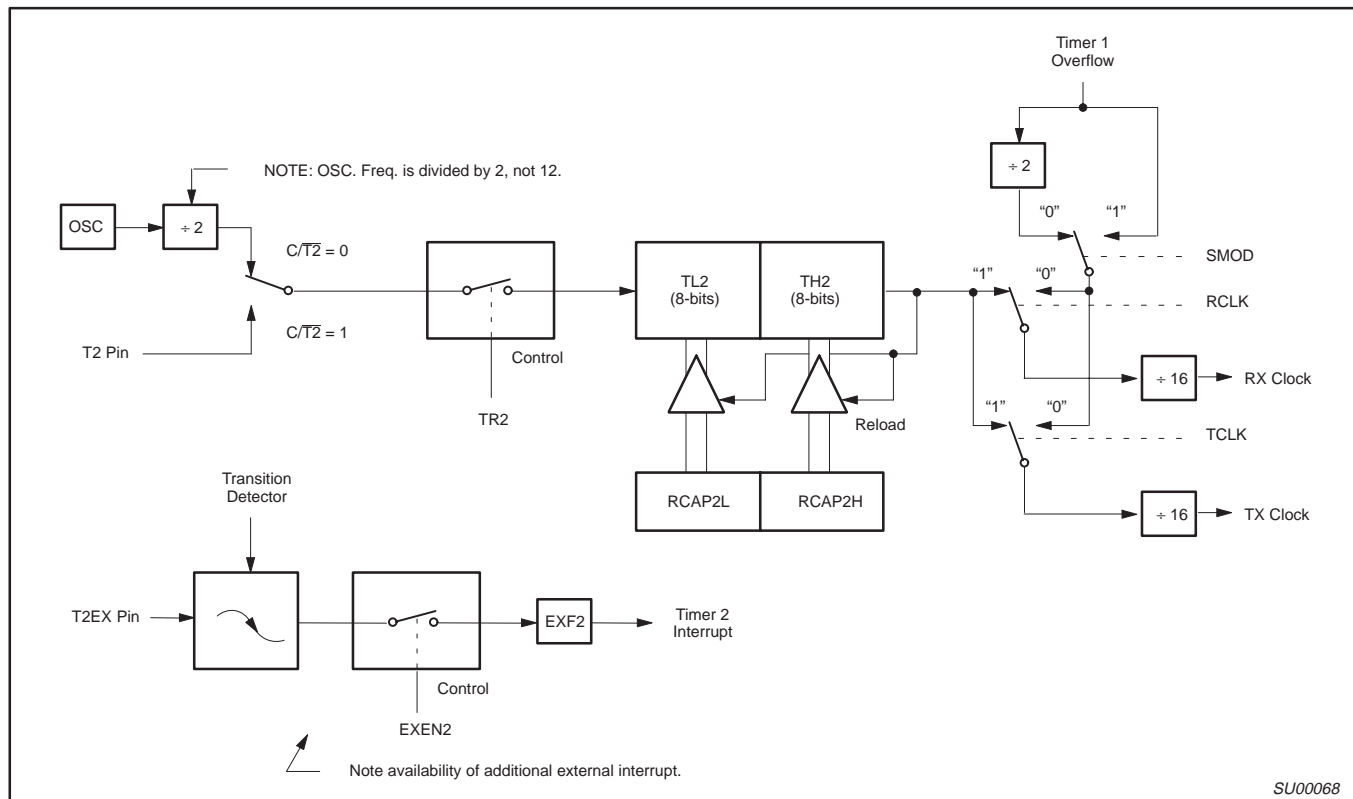 Timer 1
Overflow
NOTE: OSC. Freq. is divided by 2, not 12.
÷ 2
"0"
"1"
OSC
÷ 2
C/T2 = 0
SMOD
TL2
(8-bits)
TH2
(8-bits)
"1"
"0"
RCLK
C/T2 = 1
T2 Pin
Control
÷ 16
RX Clock
TR2
Reload
"1"
"0"
TCLK
Transition
Detector
RCAP2L
RCAP2H
÷ 16
TX Clock
T2EX Pin
EXF2
Timer 2
Interrupt
Control
EXEN2
Note availability of additional external interrupt.
SU00068